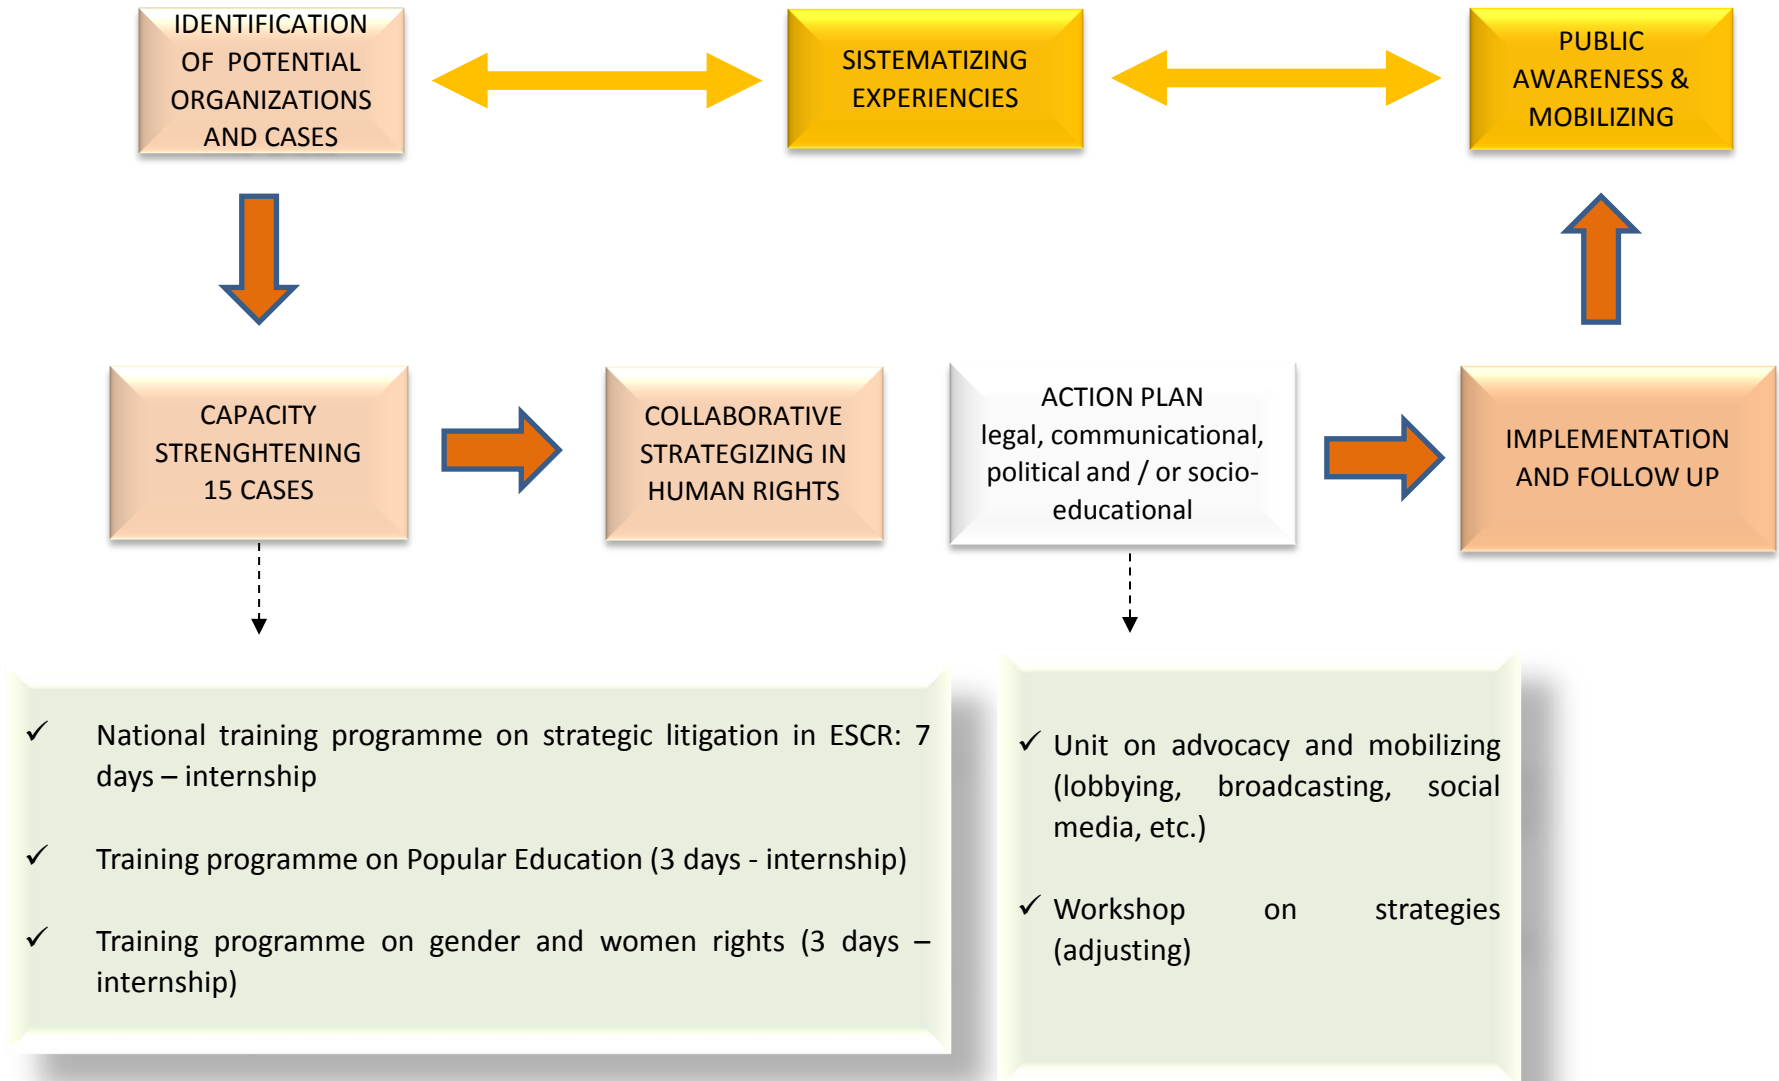 IDENTIFICATION
OF POTENTIAL
ORGANIZATIONS
AND CASES
SISTEMATIZING
EXPERIENCIES
PUBLIC
AWARENESS &
MOBILIZING
CAPACITY
STRENGHTENING
15 CASES
COLLABORATIVE
STRATEGIZING IN
HUMAN RIGHTS
ACTION PLAN
legal, communicational,
political and / or socio-
educational
IMPLEMENTATION
AND FOLLOW UP
✓ National training programme on strategic litigation in ESCR: 7
days – internship
✓ Training programme on Popular Education (3 days - internship)
✓ Training programme on gender and women rights (3 days –
internship)
✓ Unit on advocacy and mobilizing
(lobbying, broadcasting, social
media, etc.)
✓ Workshop on strategies
(adjusting)